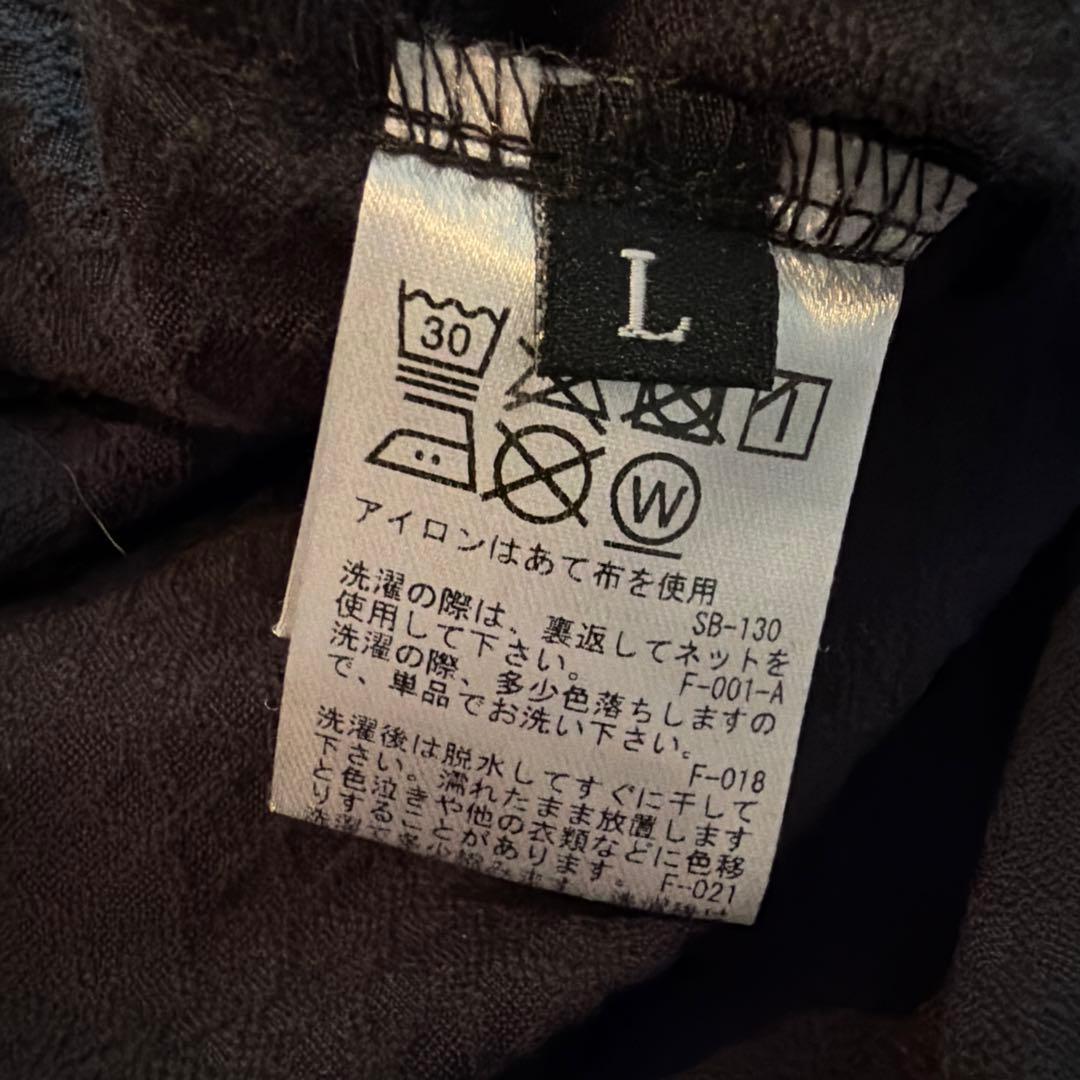 L
30
W
アイロンはあて布を使用
SB-130
洗濯の際は、裏返してネットを
使用して下さい。
F-001-A
洗濯の際、多少色落ちしますの
で、単品でお洗い下さい。
F-018
洗濯後は脱水してすぐに干して
下さい。濡れたまま放置します
と色泣きや他の衣類などに色移
りすることがあります。
F-021